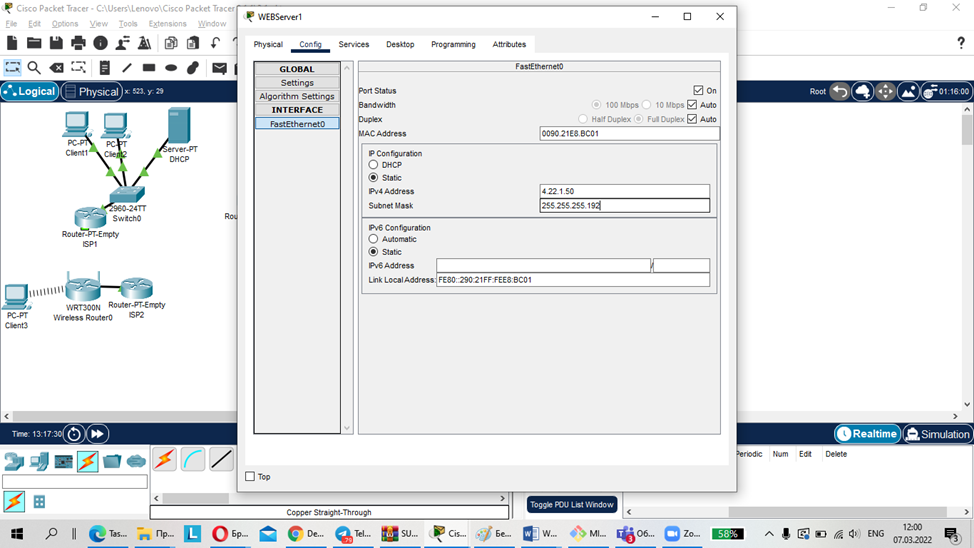 Cisco Packet Tracer - C:\Users\Lenovo\
File Edit Options View Tools Extensions Window
Logical Physical x: 523, y: 29
Root 01:16:00
WEBServer1
Physical Config Services Desktop Programming Attributes
GLOBAL
Settings
Algorithm Settings
INTERFACE
FastEthernet0
FastEthernet0
Port Status On
Bandwidth 100 Mbps 10 Mbps Auto
Duplex Half Duplex Full Duplex Auto
MAC Address 0090.21E8.BC01
IP Configuration
DHCP
Static
IPv4 Address 4.22.1.50
Subnet Mask 255.255.255.192
IPv6 Configuration
Automatic
Static
IPv6 Address /
Link Local Address: FE80::290:21FF:FEE8:BC01
Top
PC-PT
Client1
PC-PT
Client2
Server-PT
DHCP
2960-24TT
Switch0
Router-PT-Empty
ISP1
Rou
PC-PT
Client3
WRT300N
Wireless Router0
Router-PT-Empty
ISP2
Time: 13:17:30
Realtime Simulation
Periodic Num Edit Delete
Toggle PDU List Window
Copper Straight-Through
Tas...
Пр...
L
Бр...
De...
Tel...
SU...
Cis...
Бе...
W...
MI...
Об...
Zo...
58%
ENG
12:00
07.03.2022
3